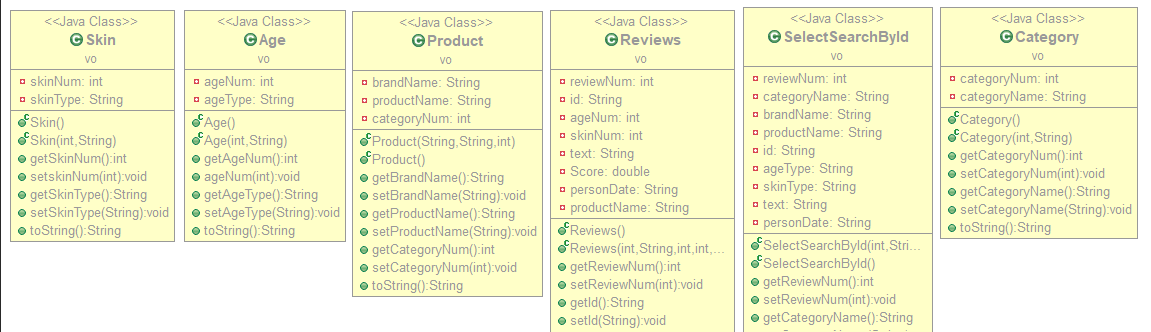 <<Java Class>>
Skin
vo
skinNum: int
skinType: String
Skin()
Skin(int,String)
getSkinNum():int
setskinNum(int):void
getSkinType():String
setSkinType(String):void
toString():String
<<Java Class>>
Age
vo
ageNum: int
ageType: String
Age()
Age(int,String)
getAgeNum():int
ageNum(int):void
getAgeType():String
setAgeType(String):void
toString():String
<<Java Class>>
Product
vo
brandName: String
productName: String
categoryNum: int
Product(String,String,int)
Product()
getBrandName():String
setBrandName(String):void
getProductName():String
setProductName(String):void
getCategoryNum():int
setCategoryNum(int):void
toString():String
<<Java Class>>
Reviews
vo
reviewNum: int
id: String
ageNum: int
skinNum: int
text: String
Score: double
personDate: String
productName: String
Reviews()
Reviews(int,String,int,int,...
getReviewNum():int
setReviewNum(int):void
getId():String
setId(String):void
<<Java Class>>
SelectSearchById
vo
reviewNum: int
categoryName: String
brandName: String
productName: String
id: String
ageType: String
skinType: String
text: String
personDate: String
SelectSearchById(int,Stri...
SelectSearchById()
getReviewNum():int
setReviewNum(int):void
getCategoryName():String
<<Java Class>>
Category
vo
categoryNum: int
categoryName: String
Category()
Category(int,String)
getCategoryNum():int
setCategoryNum(int):void
getCategoryName():String
setCategoryName(String):void
toString():String